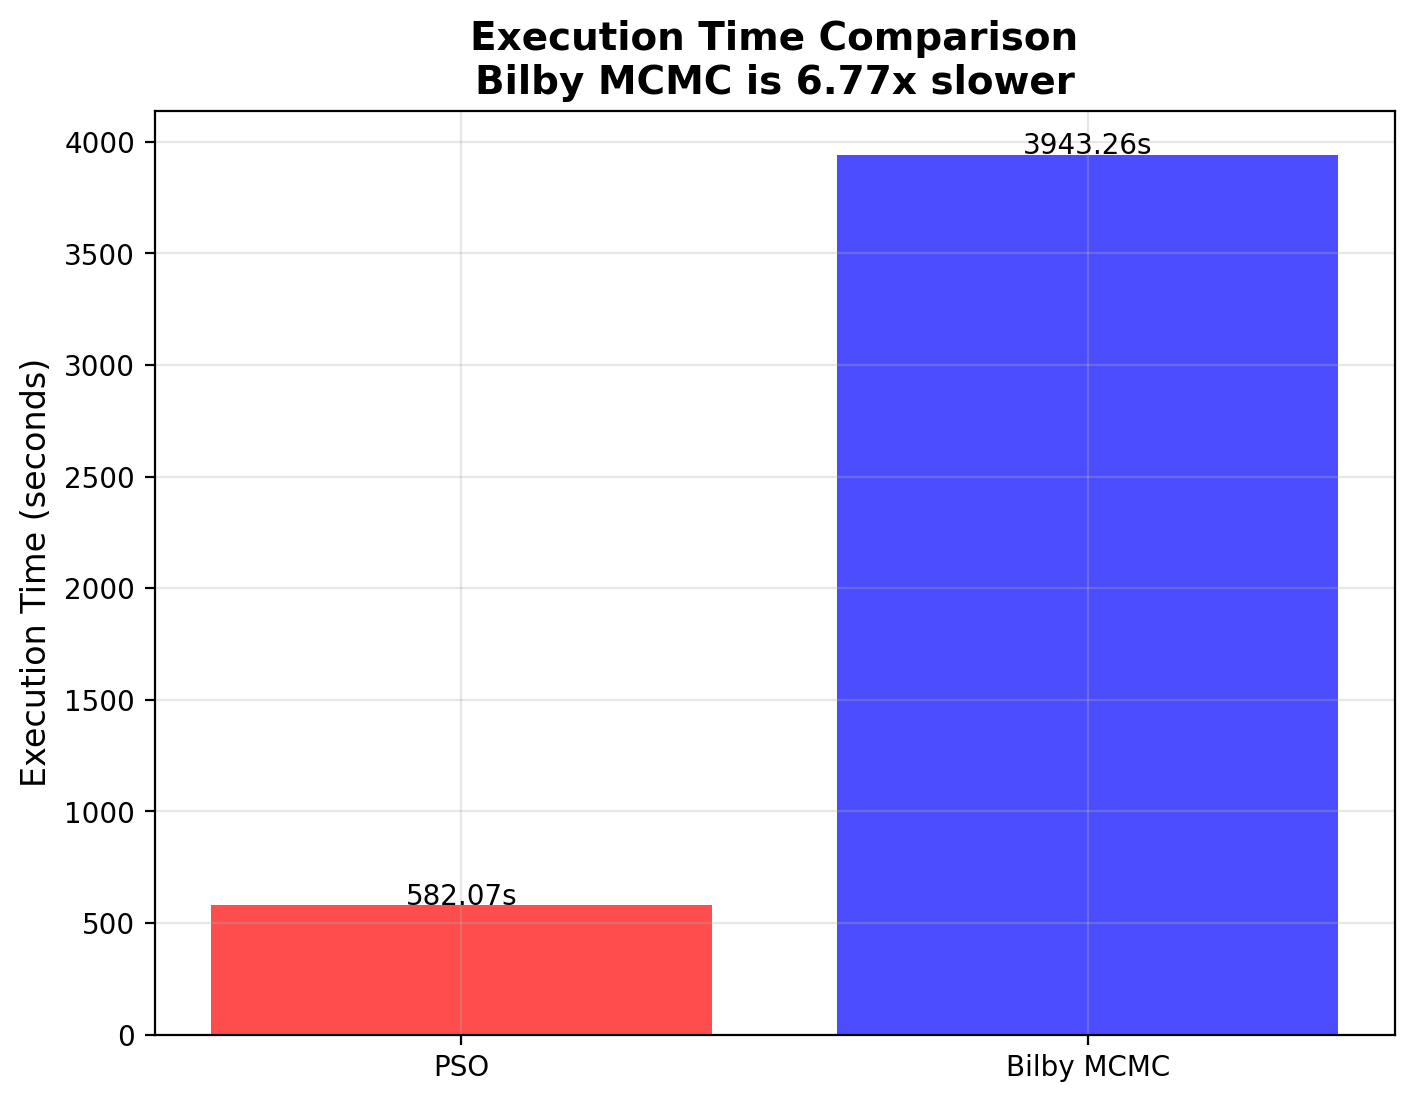 Execution Time Comparison
Bilby MCMC is 6.77x slower
Execution Time (seconds)
4000
3500
3000
2500
2000
1500
1000
500
0
582.07s
3943.26s
PSO
Bilby MCMC